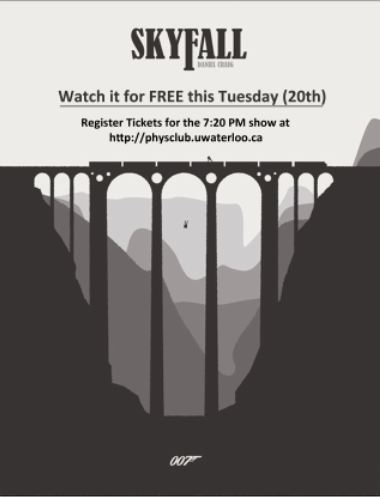 SKYFALL
DANIEL CRAIG
Watch it for FREE this Tuesday (20th)
Register Tickets for the 7:20 PM show at
http://physclub.uwaterloo.ca
007